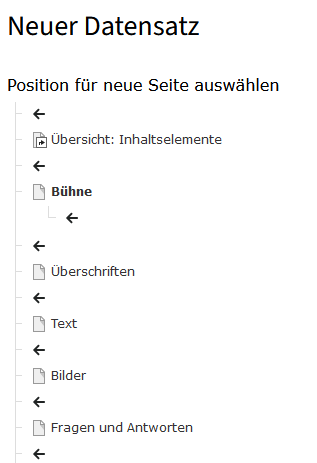 Neuer Datensatz
Position für neue Seite auswählen
Übersicht: Inhaltselemente
Bühne
Überschriften
Text
Bilder
Fragen und Antworten